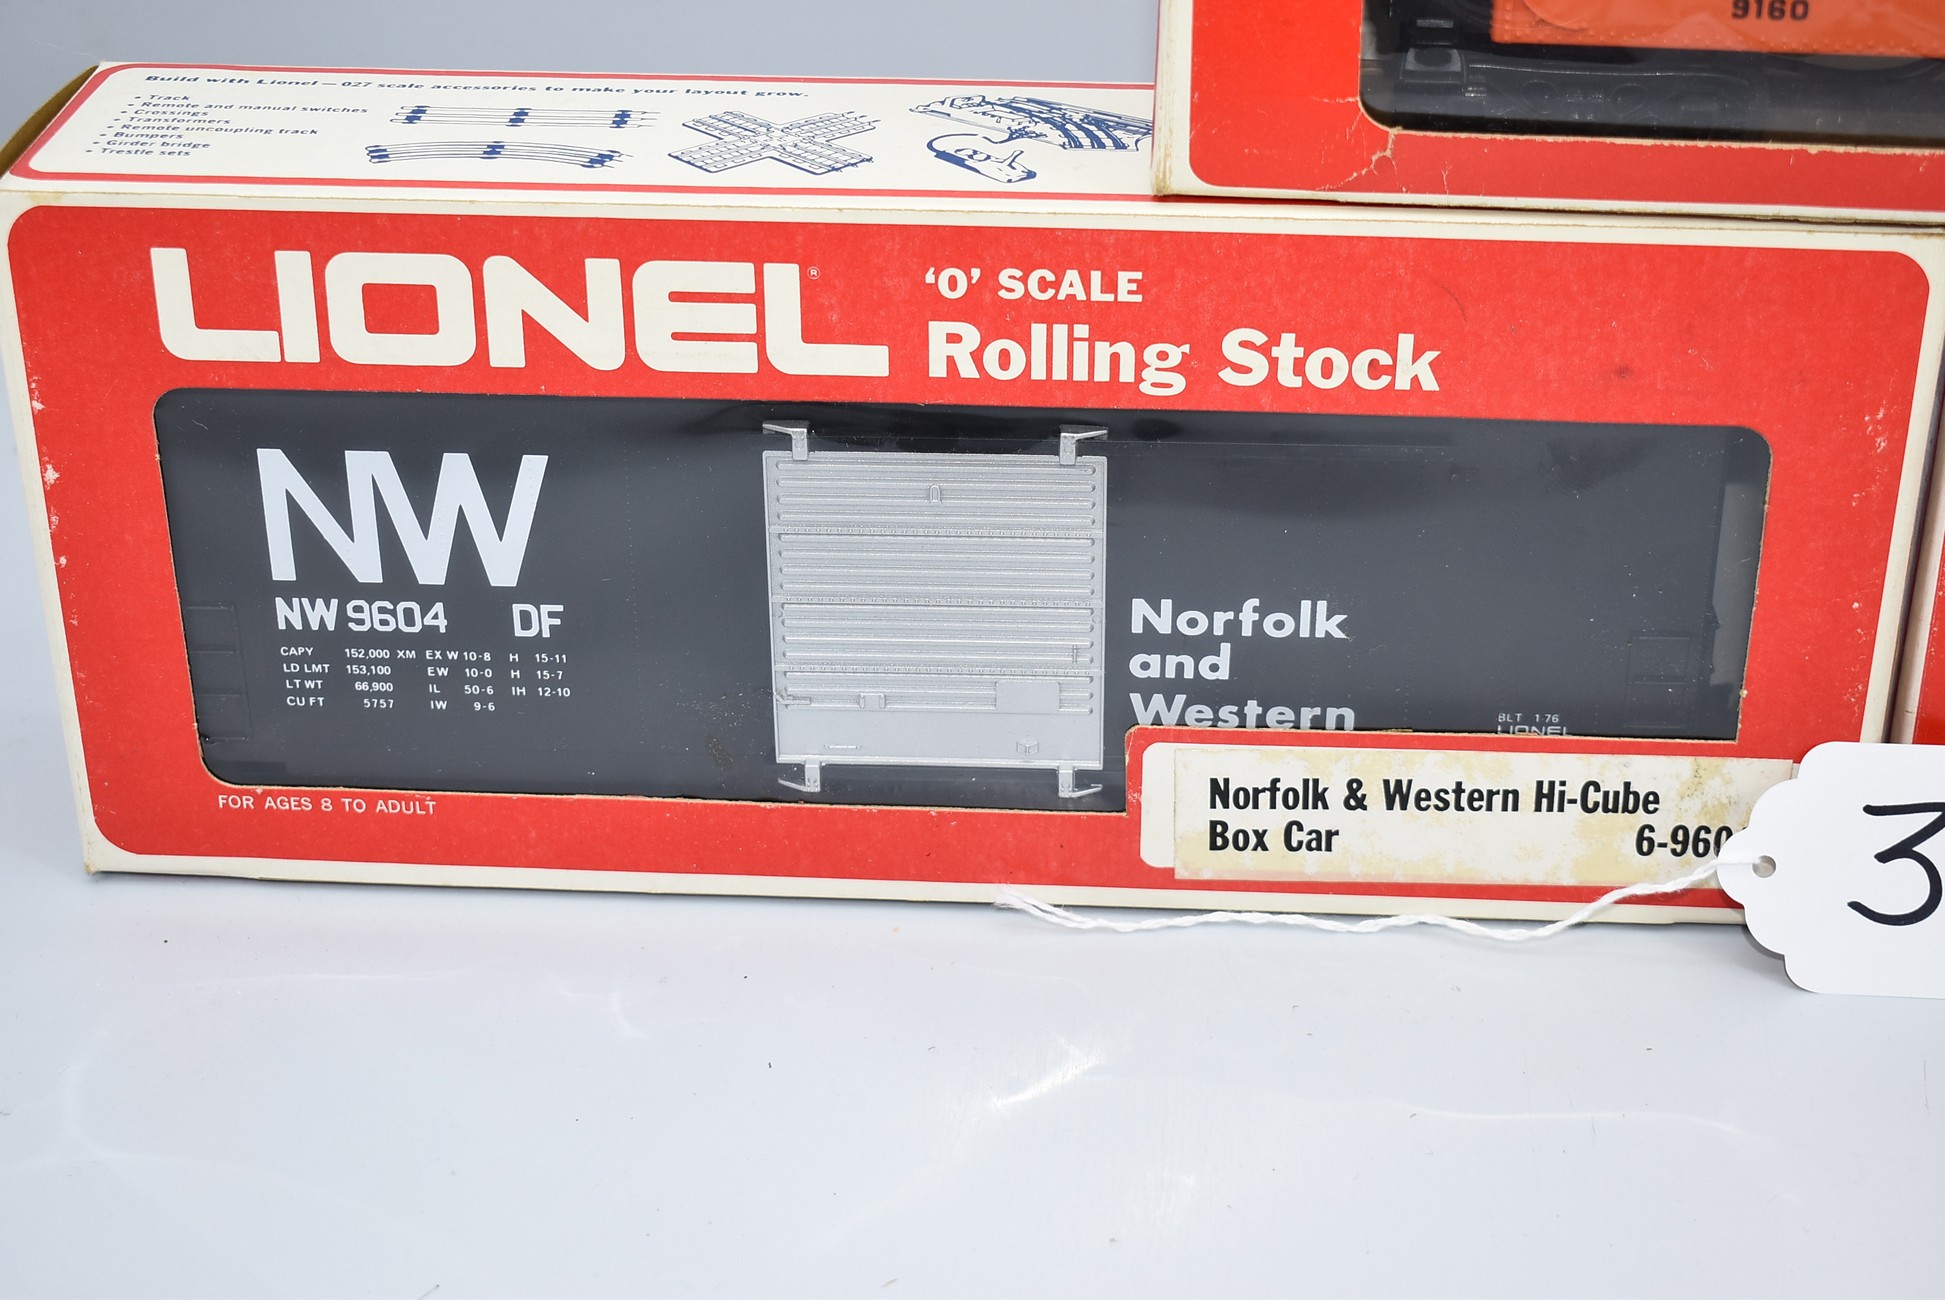 9160
Build with Lionel — 027 scale accessories to make your layout grow.
• Track
• Remote and manual switches
• Crossings
• Transformers
• Remote uncoupling track
• Bumpers
• Girder bridge
• Trestle sets
LIONEL®
'O' SCALE
Rolling Stock
NW
NW 9604 DF
CAPY 152,000 XM EX W 10-8 H 15-11
LD LMT 153,100 EW 10-0 H 15-7
LT WT 66,900 IL 50-6 IH 12-10
CU FT 5757 IW 9-6
Norfolk
and
Western
BLT 1-76
LIONEL
FOR AGES 8 TO ADULT
Norfolk & Western Hi-Cube
Box Car 6-960
3